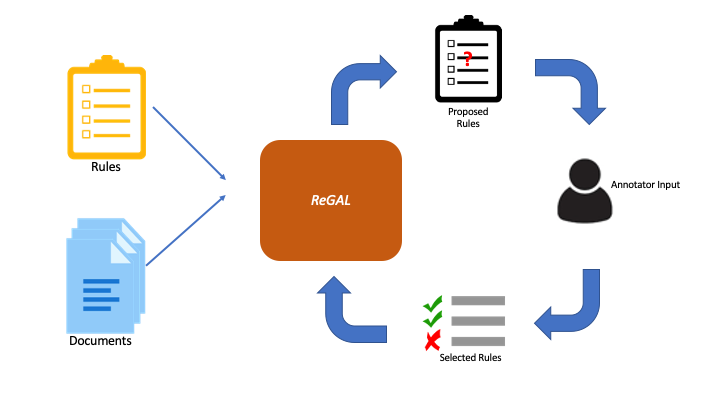 Rules
Documents
ReGAL
?
Proposed
Rules
Annotator Input
Selected Rules